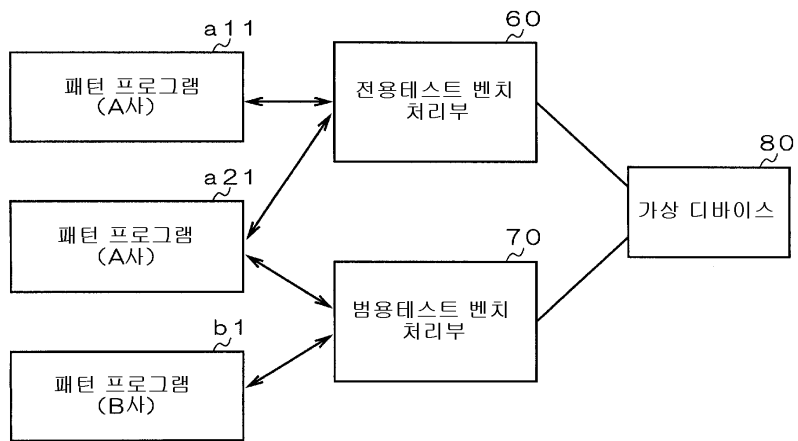 a11
패턴 프로그램
(A사)
60
전용테스트 벤치
처리부
80
가상 디바이스
a21
패턴 프로그램
(A사)
70
범용테스트 벤치
처리부
b1
패턴 프로그램
(B사)